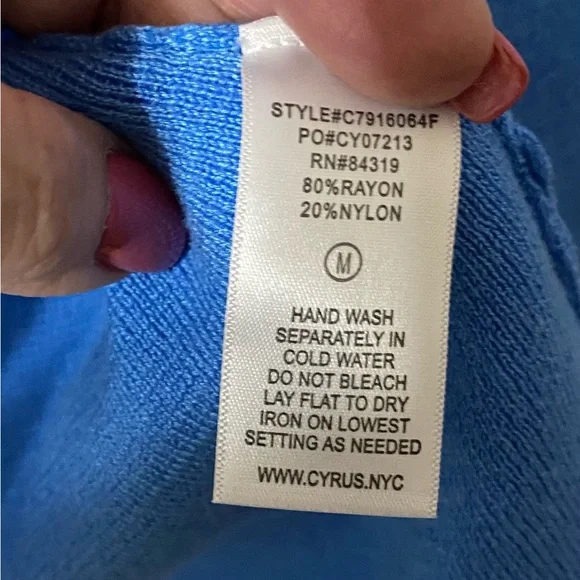 STYLE#C7916064F
PO#CY07213
RN#84319
80%RAYON
20%NYLON
M
HAND WASH
SEPARATELY IN
COLD WATER
DO NOT BLEACH
LAY FLAT TO DRY
IRON ON LOWEST
SETTING AS NEEDED
WWW.CYRUS.NYC